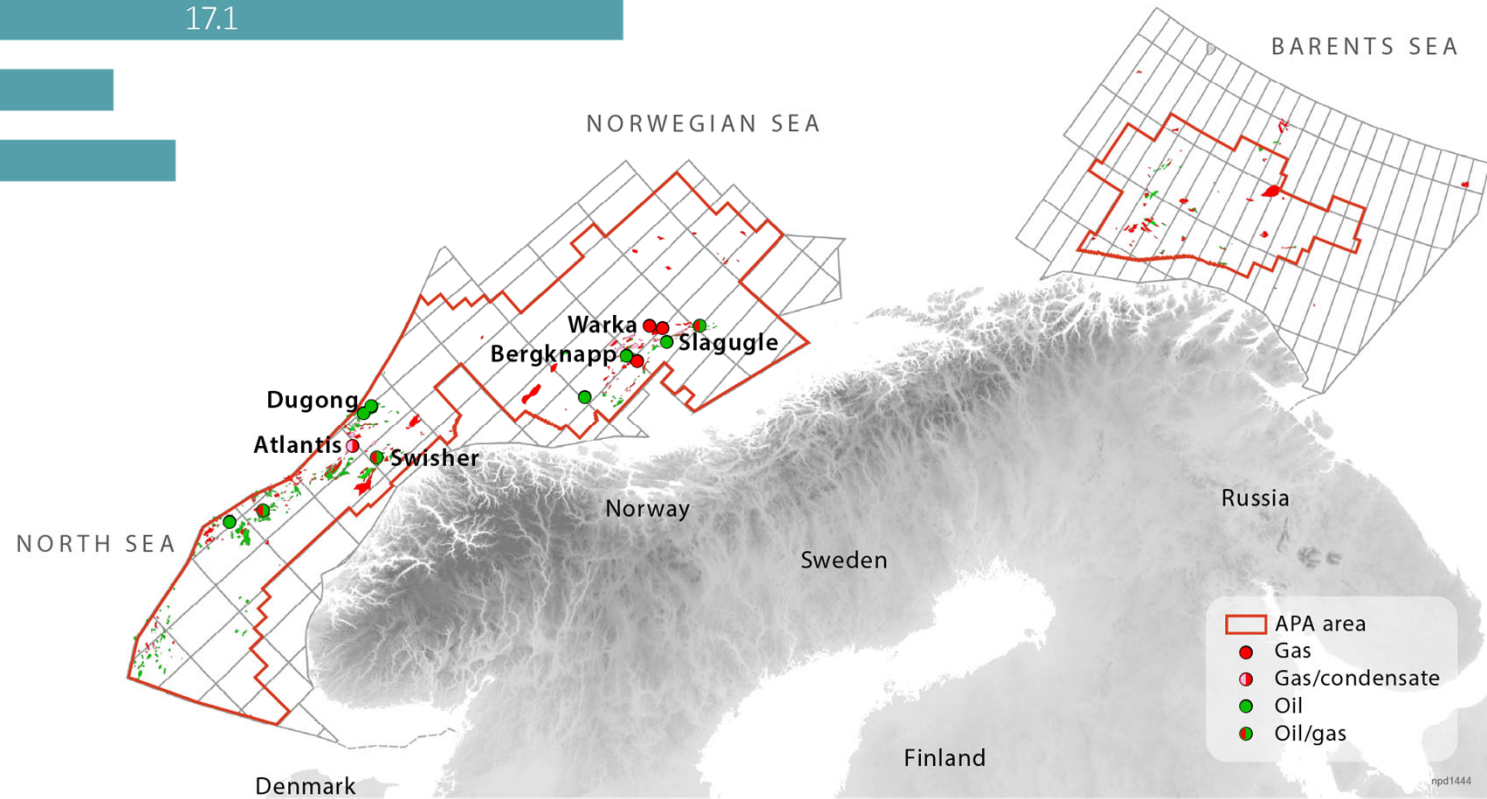 17.1
BARENTS SEA
NORWEGIAN SEA
Warka
Slagugle
Bergknapp
Dugong
Atlantis
Swisher
NORTH SEA
Norway
Sweden
Russia
Finland
Denmark
APA area
Gas
Gas/condensate
Oil
Oil/gas
npd1444